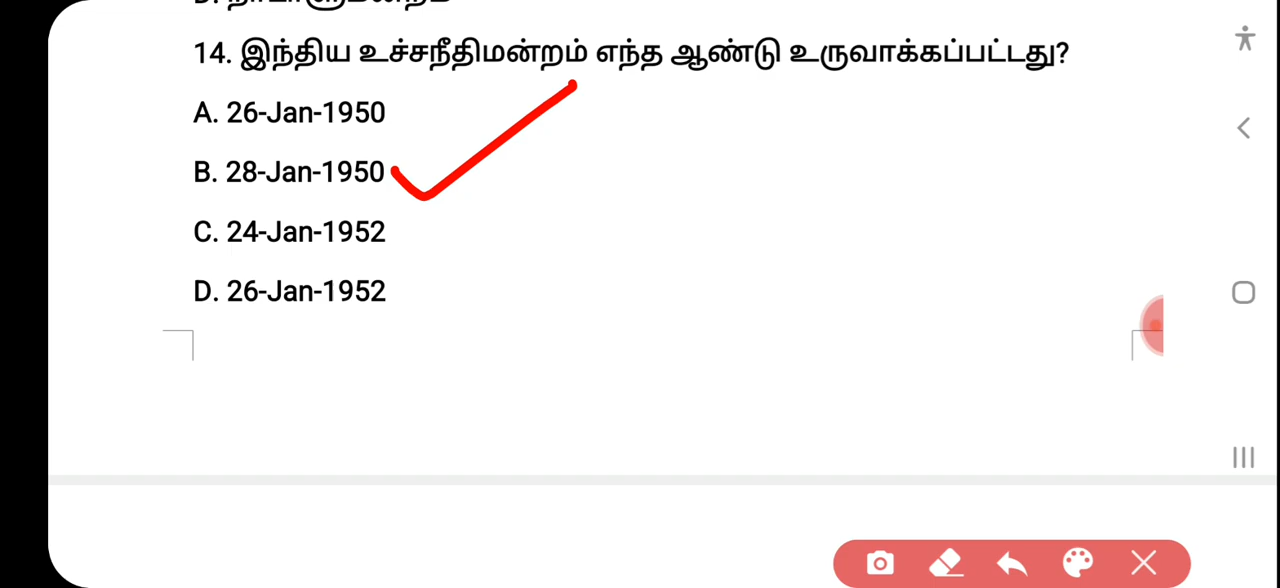 14. இந்திய உச்சநீதிமன்றம் எந்த ஆண்டு உருவாக்கப்பட்டது?
A. 26-Jan-1950
B. 28-Jan-1950
C. 24-Jan-1952
D. 26-Jan-1952